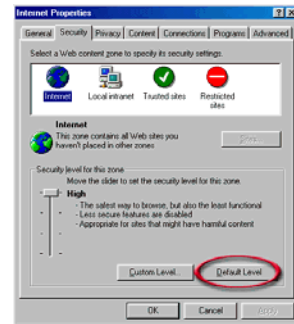 Internet Properties
General Security Privacy Content Connections Programs Advanced
Select a Web content zone to specify its security settings.
Internet Local intranet Trusted sites Restricted
sites
Internet
This zone contains all Web sites you
haven't placed in other zones
Sites...
Security level for this zone
Move the slider to set the security level for this zone.
High
- The safest way to browse, but also the least functional
- Less secure features are disabled
- Appropriate for sites that might have harmful content
Custom Level... Default Level
OK Cancel Apply